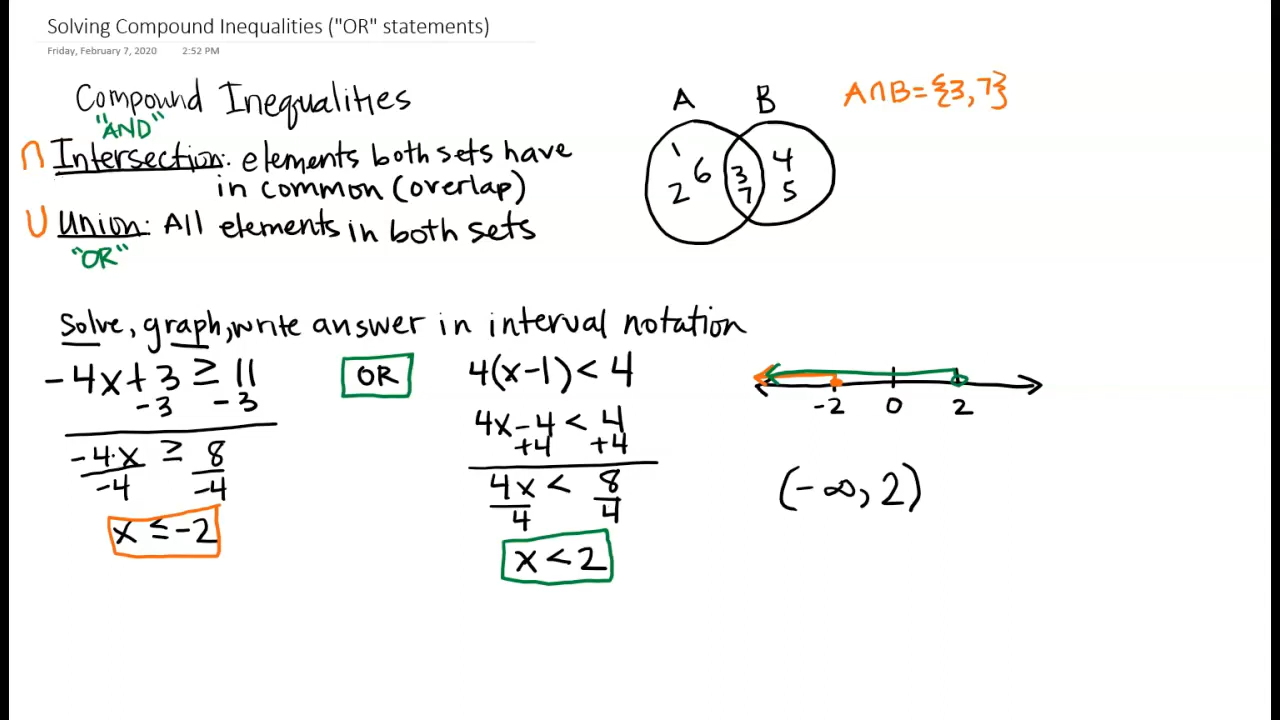 Solving Compound Inequalities ("OR" statements)
Friday, February 7, 2020 2:52 PM
Compound Inequalities
"AND"
∩ Intersection: elements both sets have
in common (overlap)
U Union: All elements in both sets
"OR"
A B
1 6 2 3 7 4 5
A∩B = {3, 7}
Solve, graph, write answer in interval notation
-4x + 3 ≥ 11
-3 -3
-4·x ≥ 8
-4 -4
x ≤ -2
OR
4(x-1) < 4
4x - 4 < 4
+4 +4
4x < 8
4 4
x < 2
-2 0 2
(-∞, 2)